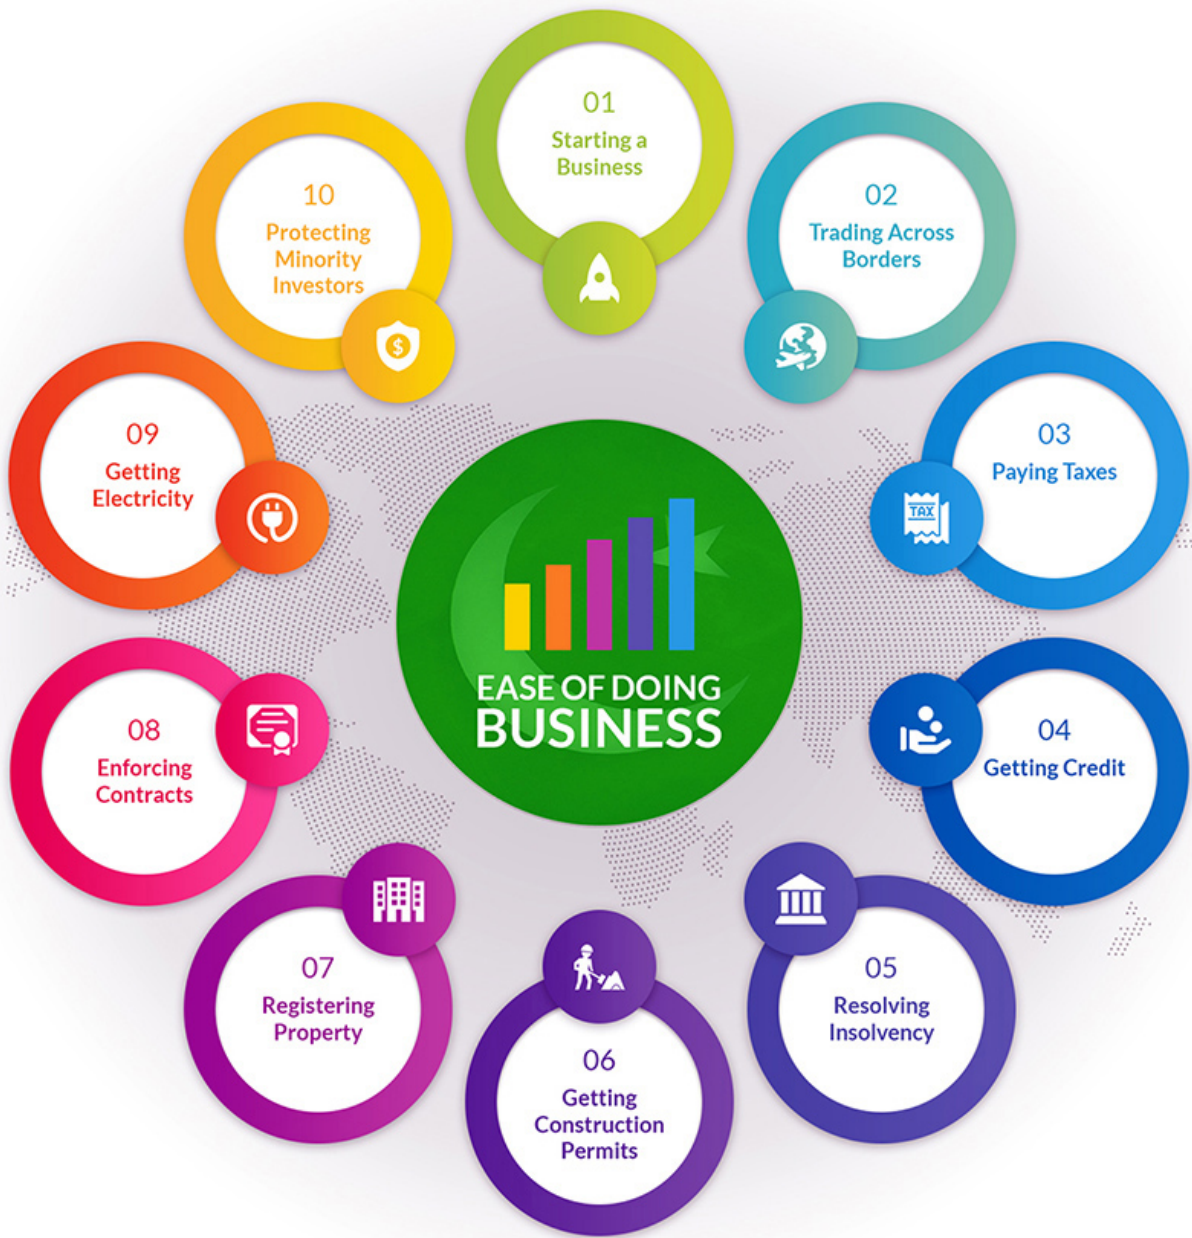 01
Starting a
Business
02
Trading Across
Borders
03
Paying Taxes
TAX
04
Getting Credit
05
Resolving
Insolvency
06
Getting
Construction
Permits
07
Registering
Property
08
Enforcing
Contracts
09
Getting
Electricity
10
Protecting
Minority
Investors
$
EASE OF DOING
BUSINESS